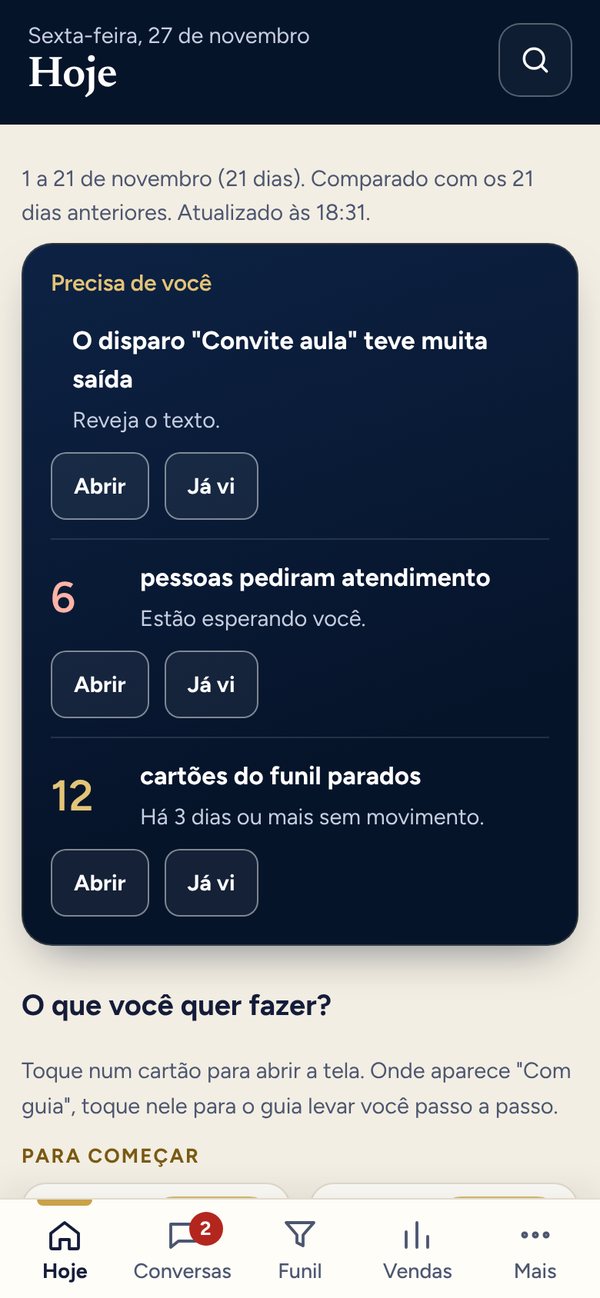 Sexta-feira, 27 de novembro
Hoje
1 a 21 de novembro (21 dias). Comparado com os 21
dias anteriores. Atualizado às 18:31.
Precisa de você
O disparo "Convite aula" teve muita
saída
Reveja o texto.
Abrir
Já vi
6
pessoas pediram atendimento
Estão esperando você.
Abrir
Já vi
12
cartões do funil parados
Há 3 dias ou mais sem movimento.
Abrir
Já vi
O que você quer fazer?
Toque num cartão para abrir a tela. Onde aparece "Com
guia", toque nele para o guia levar você passo a passo.
PARA COMEÇAR
2
Hoje
Conversas
Funil
Vendas
Mais